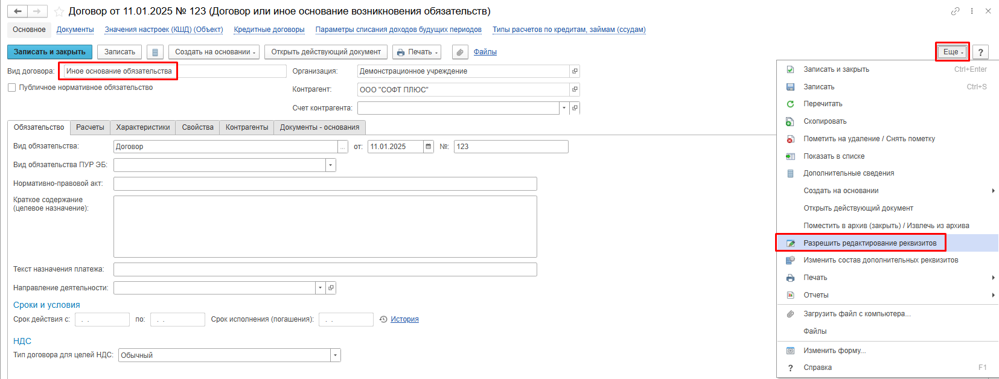 Договор от 11.01.2025 № 123 (Договор или иное основание возникновения обязательств)
Основное Документы Значения настроек (КШД) (Объект) Кредитные договоры Параметры списания доходов будущих периодов Типы расчетов по кредитам, займам (ссудам)
Записать и закрыть Записать Создать на основании Открыть действующий документ Печать Файлы Еще ?
Вид договора: Иное основание обязательства Организация: Демонстрационное учреждение
Публичное нормативное обязательство Контрагент: ООО "СОФТ ПЛЮС"
Счет контрагента:
Обязательство Расчеты Характеристики Свойства Контрагенты Документы - основания
Вид обязательства: Договор ... от: 11.01.2025 №: 123
Вид обязательства ПУР ЭБ:
Нормативно-правовой акт:
Краткое содержание
(целевое назначение):
Текст назначения платежа:
Направление деятельности:
Сроки и условия
Срок действия с: . . по: . . Срок исполнения (погашения): . . История
НДС
Тип договора для целей НДС: Обычный
Записать и закрыть Ctrl+Enter
Записать Ctrl+S
Перечитать
Скопировать
Пометить на удаление / Снять пометку
Показать в списке
Дополнительные сведения
Создать на основании
Открыть действующий документ
Поместить в архив (закрыть) / Извлечь из архива
Разрешить редактирование реквизитов
Изменить состав дополнительных реквизитов
Печать
Отчеты
Загрузить файл с компьютера...
Файлы
Изменить форму...
? Справка F1